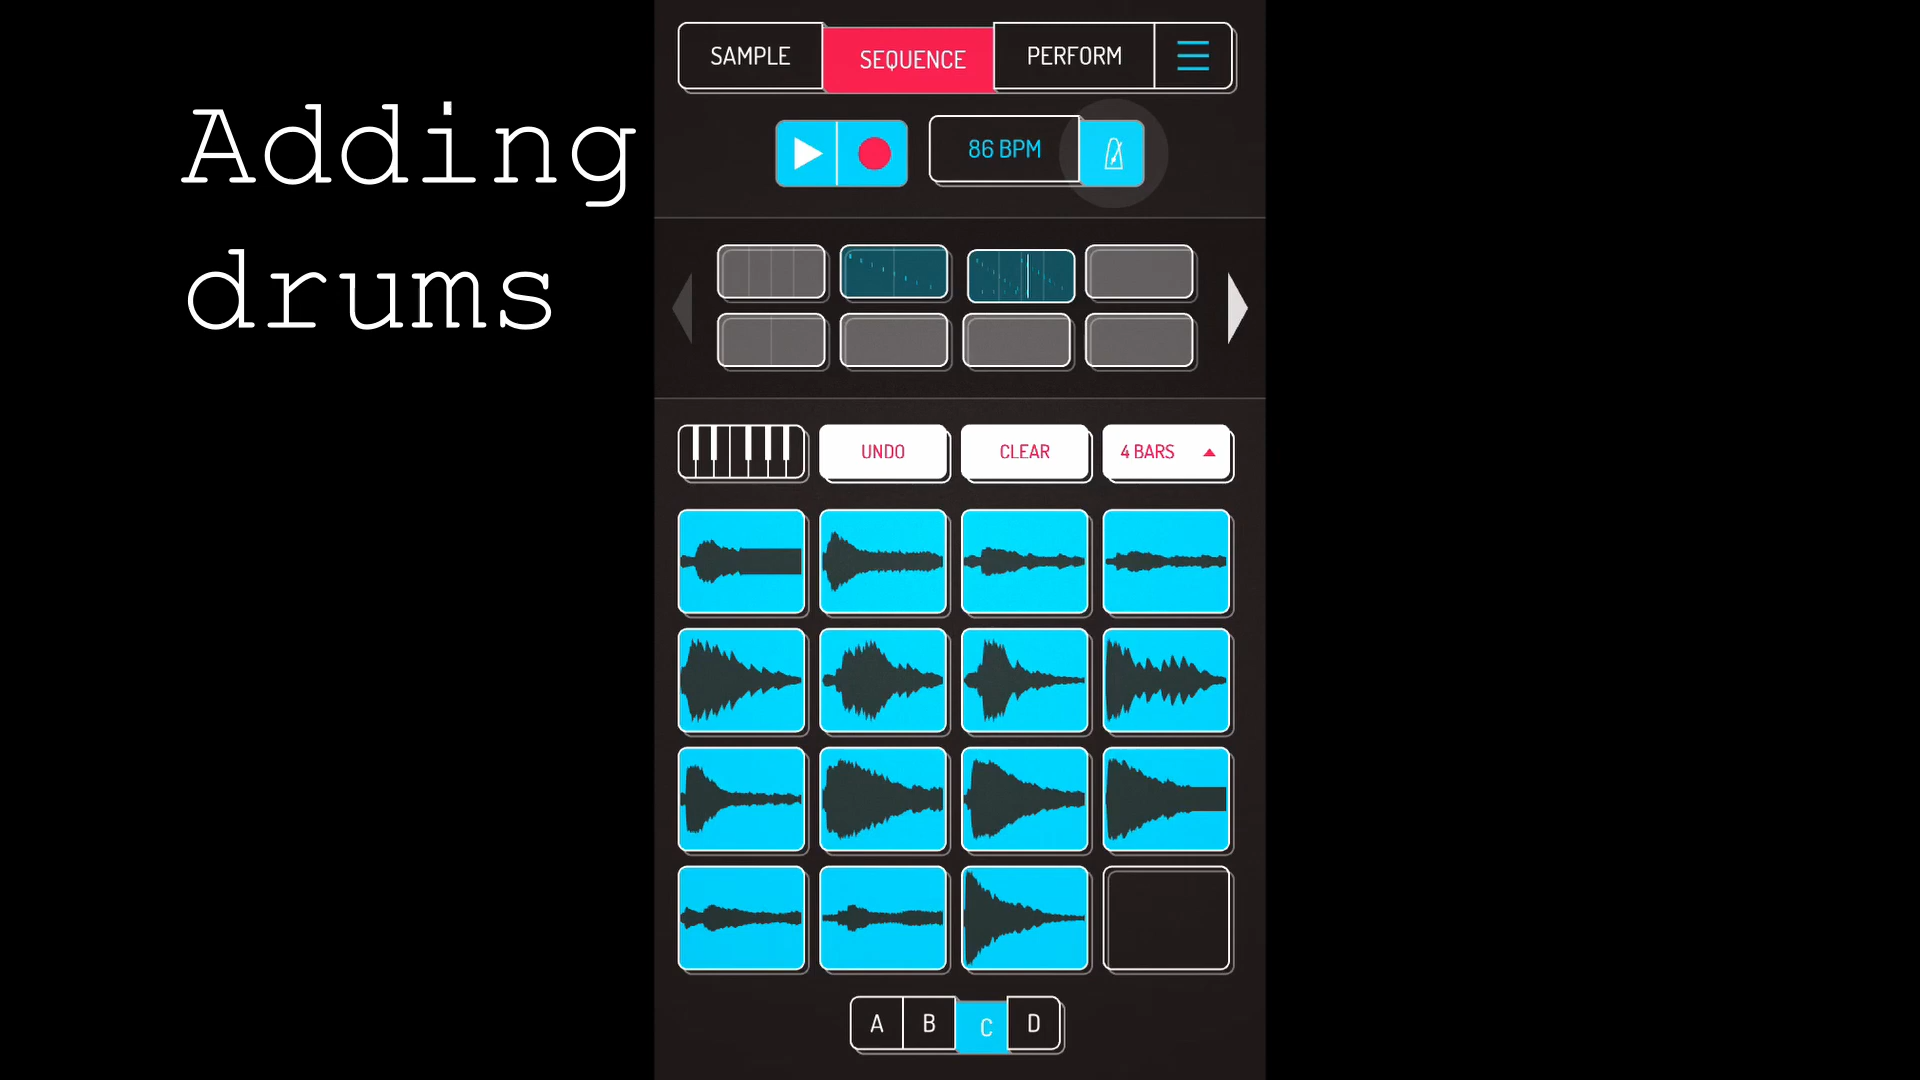 Adding
drums
SAMPLE
SEQUENCE
PERFORM
86 BPM
UNDO
CLEAR
4 BARS
A
B
C
D